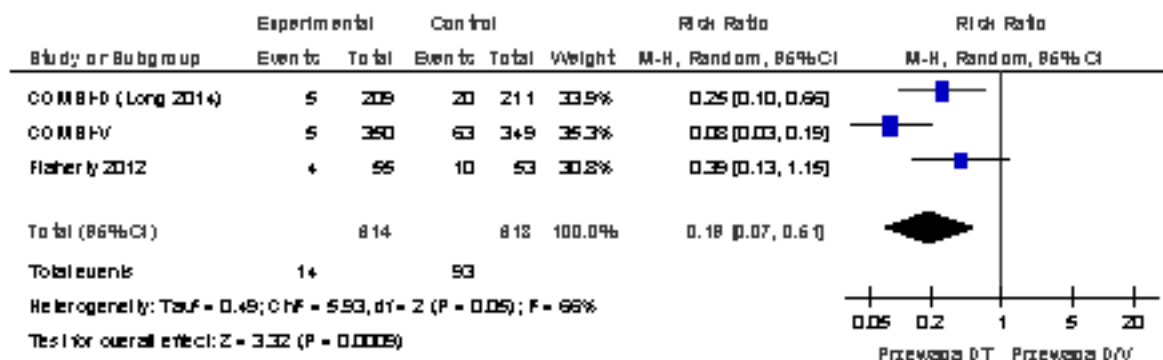 Experimental Control Risk Ratio Risk Ratio
Study or Subgroup Events Total Events Total Weight M-H, Random, 95% CI M-H, Random, 95% CI
COMBI-D (Long 2014) 5 209 20 211 33.9% 0.25 [0.10, 0.66]
COMBI-V 5 350 63 349 35.3% 0.08 [0.03, 0.19]
Flaherty 2012 4 55 10 53 30.8% 0.39 [0.13, 1.15]
Total (95% CI) 614 613 100.0% 0.19 [0.07, 0.51]
Total events 14 93
Heterogeneity: Tau² = 0.49; Chi² = 5.93, df = 2 (P = 0.05); I² = 66%
Test for overall effect: Z = 3.32 (P = 0.0009)
0.05 0.2 1 5 20
Przewaga DT Przewaga D/V